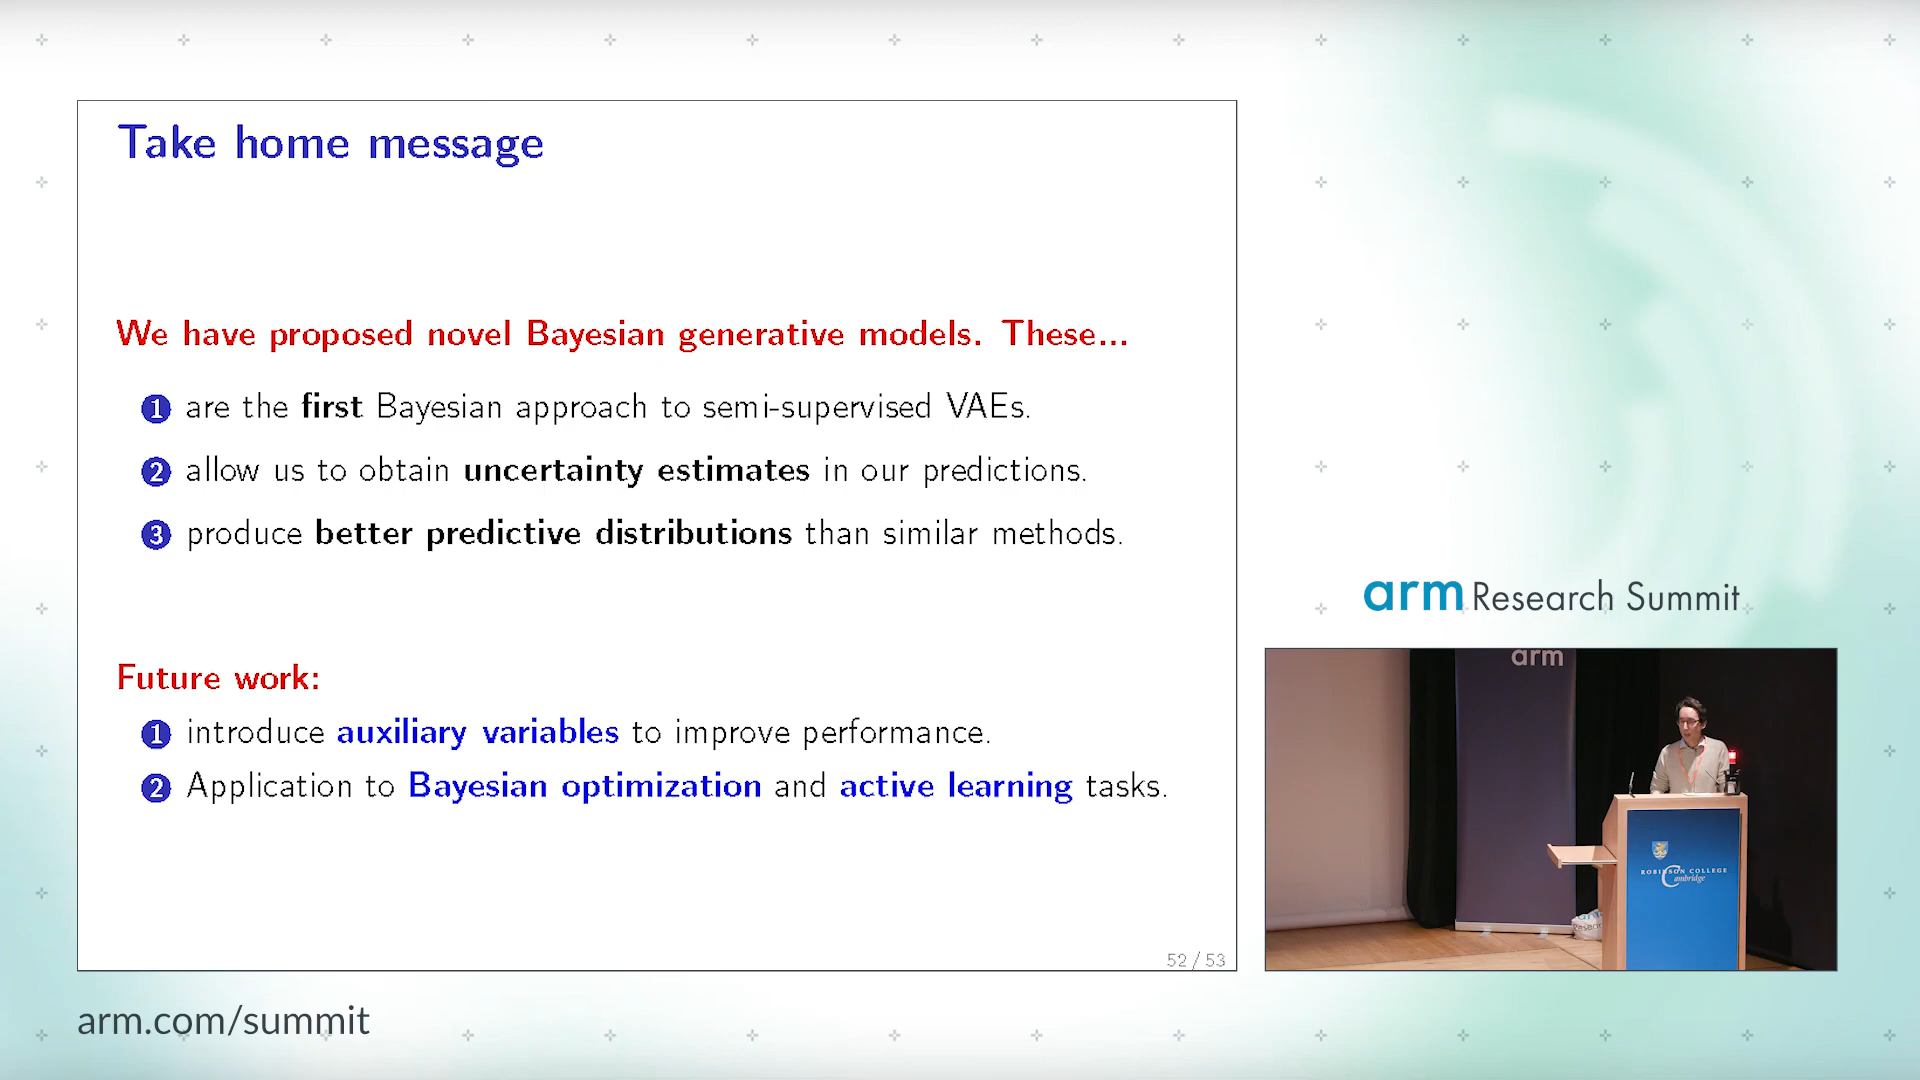 Take home message
We have proposed novel Bayesian generative models. These...
1 are the first Bayesian approach to semi-supervised VAEs.
2 allow us to obtain uncertainty estimates in our predictions.
3 produce better predictive distributions than similar methods.
Future work:
1 introduce auxiliary variables to improve performance.
2 Application to Bayesian optimization and active learning tasks.
52 / 53
arm Research Summit
arm
ROBINSON COLLEGE
Cambridge
arm.com/summit